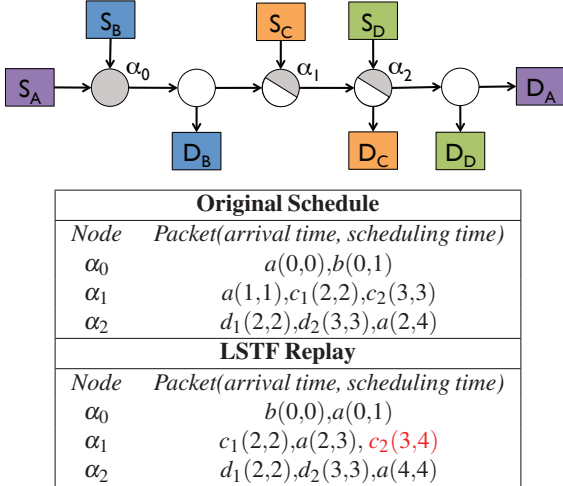 S_B S_C S_D
S_A α_0 α_1 α_2 D_A
D_B D_C D_D
Original Schedule
Node Packet(arrival time, scheduling time)
α_0 a(0,0),b(0,1)
α_1 a(1,1),c_1(2,2),c_2(3,3)
α_2 d_1(2,2),d_2(3,3),a(2,4)
LSTF Replay
Node Packet(arrival time, scheduling time)
α_0 b(0,0),a(0,1)
α_1 c_1(2,2),a(2,3), c_2(3,4)
α_2 d_1(2,2),d_2(3,3),a(4,4)